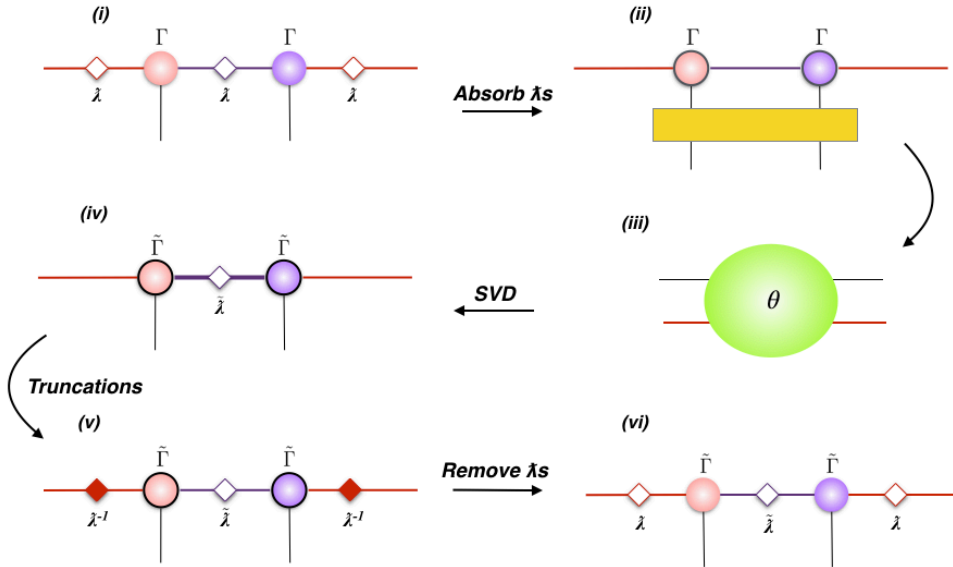 (i)
Γ Γ
λ λ λ
Absorb λs
(ii)
Γ Γ
(iii)
θ
SVD
(iv)
Γ̃ Γ̃
λ̃
Truncations
(v)
Γ̃ Γ̃
λ⁻¹ λ̃ λ⁻¹
Remove λs
(vi)
Γ̃ Γ̃
λ λ̃ λ